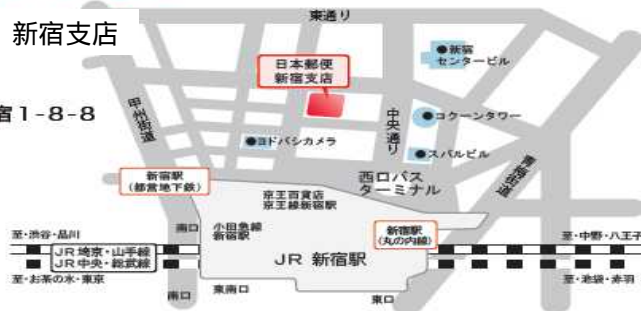 東通り
新宿支店
●新宿
センタービル
日本郵便
新宿支店
宿1-8-8
甲州街道
中央通り
●コクーンタワー
●ヨドバシカメラ
●スバルビル
青梅街道
西口バス
ターミナル
新宿駅
(都営地下鉄)
京王百貨店
京王線新宿駅
南口
小田急線
新宿駅
新宿駅
(丸の内線)
至・渋谷・品川
至・中野・八王子
JR埼京・山手線
JR中央・総武線
JR 新宿駅
至・お茶の水・東京
至・池袋・赤羽
南口
東南口
東口